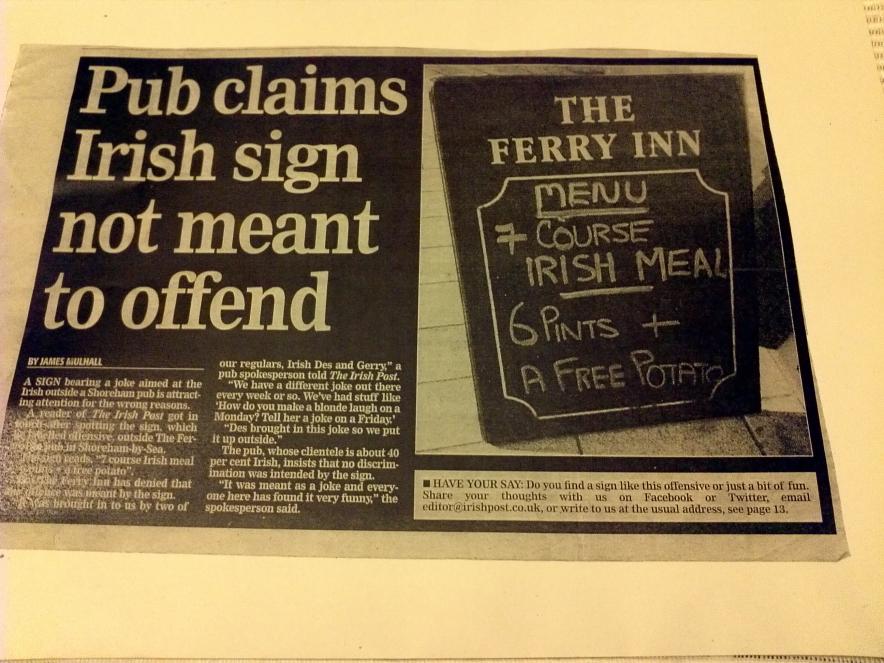 Pub claims
Irish sign
not meant
to offend
BY JAMES MULHALL
A SIGN bearing a joke aimed at the
Irish outside a Shoreham pub is attract-
ing attention for the wrong reasons.
A reader of The Irish Post got in
touch after spotting the sign, which
offensive, outside The Fer-
pub in Shoreham-by-Sea.
sign reads, "7 course Irish meal
free potato".
The Ferry Inn has denied that
was meant by the sign.
was brought in to us by two of
our regulars, Irish Des and Gerry," a
pub spokesperson told The Irish Post.
"We have a different joke out there
every week or so. We've had stuff like
'How do you make a blonde laugh on a
Monday? Tell her a joke on a Friday.'
"Des brought in this joke so we put
it up outside."
The pub, whose clientele is about 40
per cent Irish, insists that no discrim-
ination was intended by the sign.
"It was meant as a joke and every-
one here has found it very funny," the
spokesperson said.
THE
FERRY INN
MENU
7 COURSE
IRISH MEAL
6 PINTS +
A FREE POTATO
■ HAVE YOUR SAY: Do you find a sign like this offensive or just a bit of fun.
Share your thoughts with us on Facebook or Twitter, email
editor@irishpost.co.uk, or write to us at the usual address, see page 13.